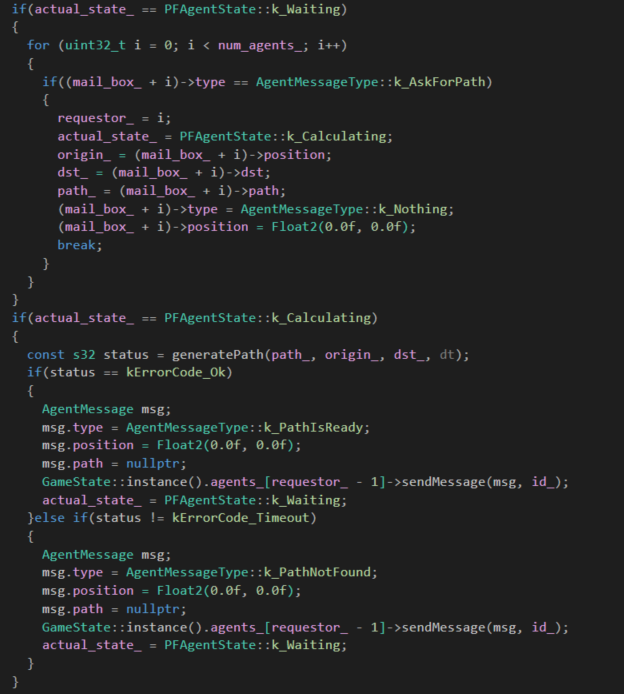 if(actual_state_ == PFAgentState::k_Waiting)
{
  for (uint32_t i = 0; i < num_agents_; i++)
  {
    if((mail_box_ + i)->type == AgentMessageType::k_AskForPath)
    {
      requestor_ = i;
      actual_state_ = PFAgentState::k_Calculating;
      origin_ = (mail_box_ + i)->position;
      dst_ = (mail_box_ + i)->dst;
      path_ = (mail_box_ + i)->path;
      (mail_box_ + i)->type = AgentMessageType::k_Nothing;
      (mail_box_ + i)->position = Float2(0.0f, 0.0f);
      break;
    }
  }
}
if(actual_state_ == PFAgentState::k_Calculating)
{
  const s32 status = generatePath(path_, origin_, dst_, dt);
  if(status == kErrorCode_Ok)
  {
    AgentMessage msg;
    msg.type = AgentMessageType::k_PathIsReady;
    msg.position = Float2(0.0f, 0.0f);
    msg.path = nullptr;
    GameState::instance().agents_[requestor_ - 1]->sendMessage(msg, id_);
    actual_state_ = PFAgentState::k_Waiting;
  }else if(status != kErrorCode_Timeout)
  {
    AgentMessage msg;
    msg.type = AgentMessageType::k_PathNotFound;
    msg.position = Float2(0.0f, 0.0f);
    msg.path = nullptr;
    GameState::instance().agents_[requestor_ - 1]->sendMessage(msg, id_);
    actual_state_ = PFAgentState::k_Waiting;
  }
}